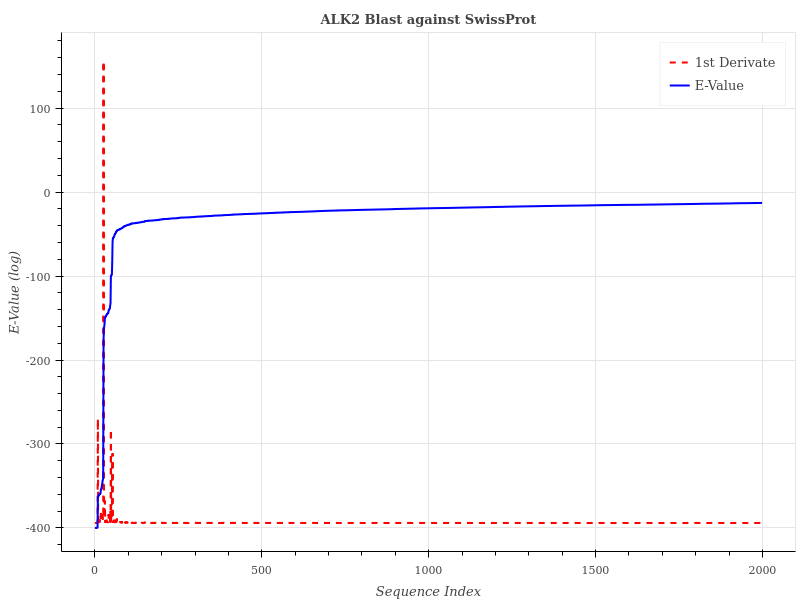 ALK2 Blast against SwissProt
1st Derivate
E-Value
E-Value (log)
100
0
-100
-200
-300
-400
0
500
1000
1500
2000
Sequence Index